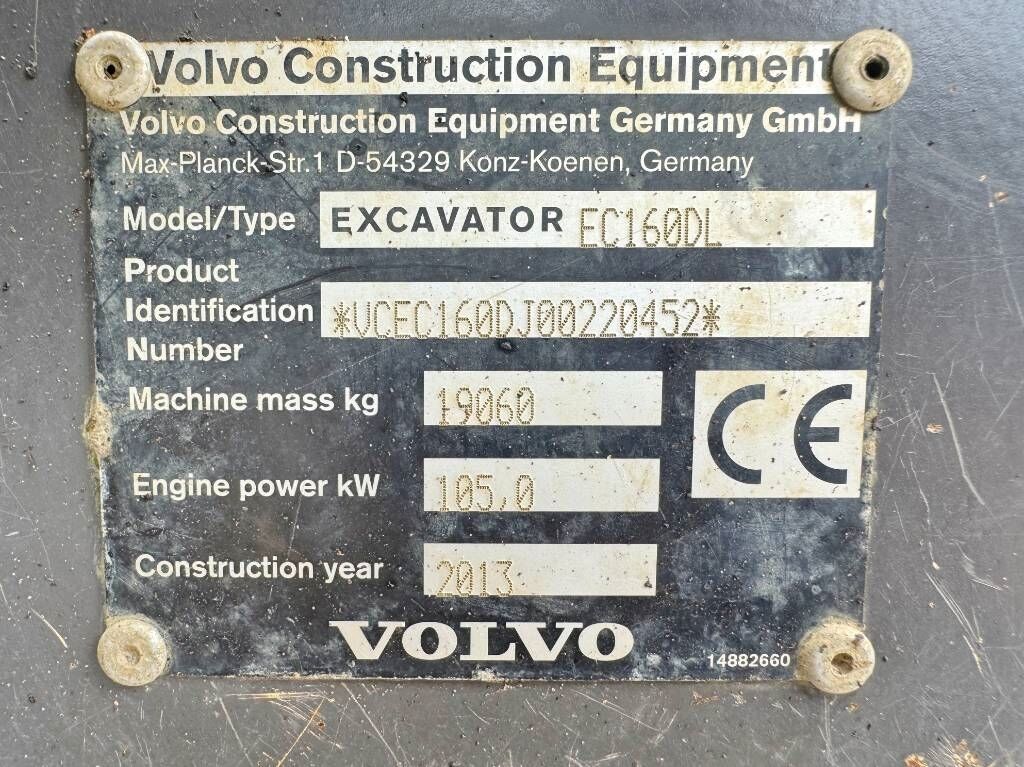 Volvo Construction Equipment
Volvo Construction Equipment Germany GmbH
Max-Planck-Str.1 D-54329 Konz-Koenen, Germany
Model/Type EXCAVATOR EC160DL
Product
Identification *VCEC160DJ00220452*
Number
Machine mass kg 19060
CE
Engine power kW 105,0
Construction year 2013
VOLVO
14882660